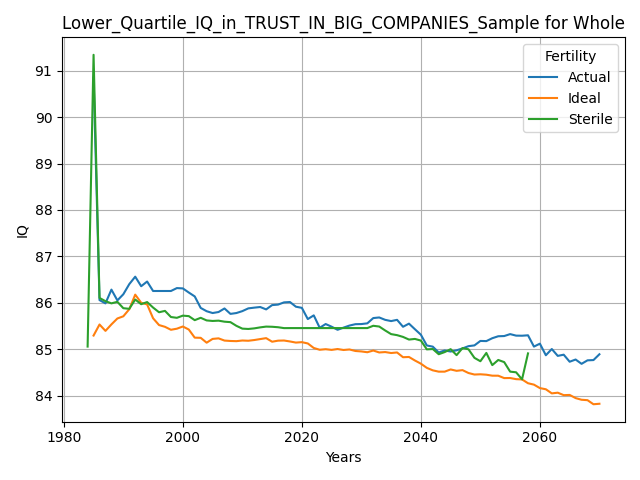 Lower_Quartile_IQ_in_TRUST_IN_BIG_COMPANIES_Sample for Whole
Fertility
Actual
Ideal
Sterile
91
90
89
88
87
86
85
84
IQ
1980
2000
2020
2040
2060
Years